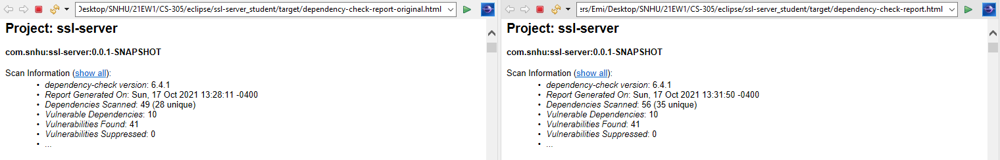 Desktop/SNHU/21EW1/CS-305/eclipse/ssl-server_student/target/dependency-check-report-original.html
Project: ssl-server
com.snhu:ssl-server:0.0.1-SNAPSHOT
Scan Information (show all):
• dependency-check version: 6.4.1
• Report Generated On: Sun, 17 Oct 2021 13:28:11 -0400
• Dependencies Scanned: 49 (28 unique)
• Vulnerable Dependencies: 10
• Vulnerabilities Found: 41
• Vulnerabilities Suppressed: 0
• ...
ers/Emi/Desktop/SNHU/21EW1/CS-305/eclipse/ssl-server_student/target/dependency-check-report.html
Project: ssl-server
com.snhu:ssl-server:0.0.1-SNAPSHOT
Scan Information (show all):
• dependency-check version: 6.4.1
• Report Generated On: Sun, 17 Oct 2021 13:31:50 -0400
• Dependencies Scanned: 56 (35 unique)
• Vulnerable Dependencies: 10
• Vulnerabilities Found: 41
• Vulnerabilities Suppressed: 0
• ...